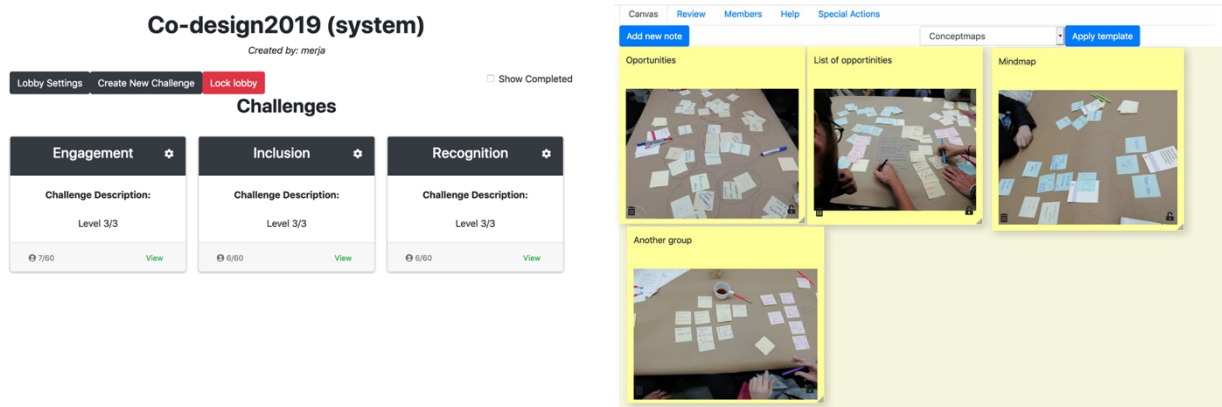 Co-design2019 (system)
Created by: merja
Lobby Settings Create New Challenge Lock lobby
Show Completed
Challenges
Engagement Inclusion Recognition
Challenge Description: Challenge Description: Challenge Description:
Level 3/3 Level 3/3 Level 3/3
7/60 View 6/60 View 6/60 View
Canvas Review Members Help Special Actions
Add new note Conceptmaps Apply template
Oportunities List of opportinities Mindmap
Another group